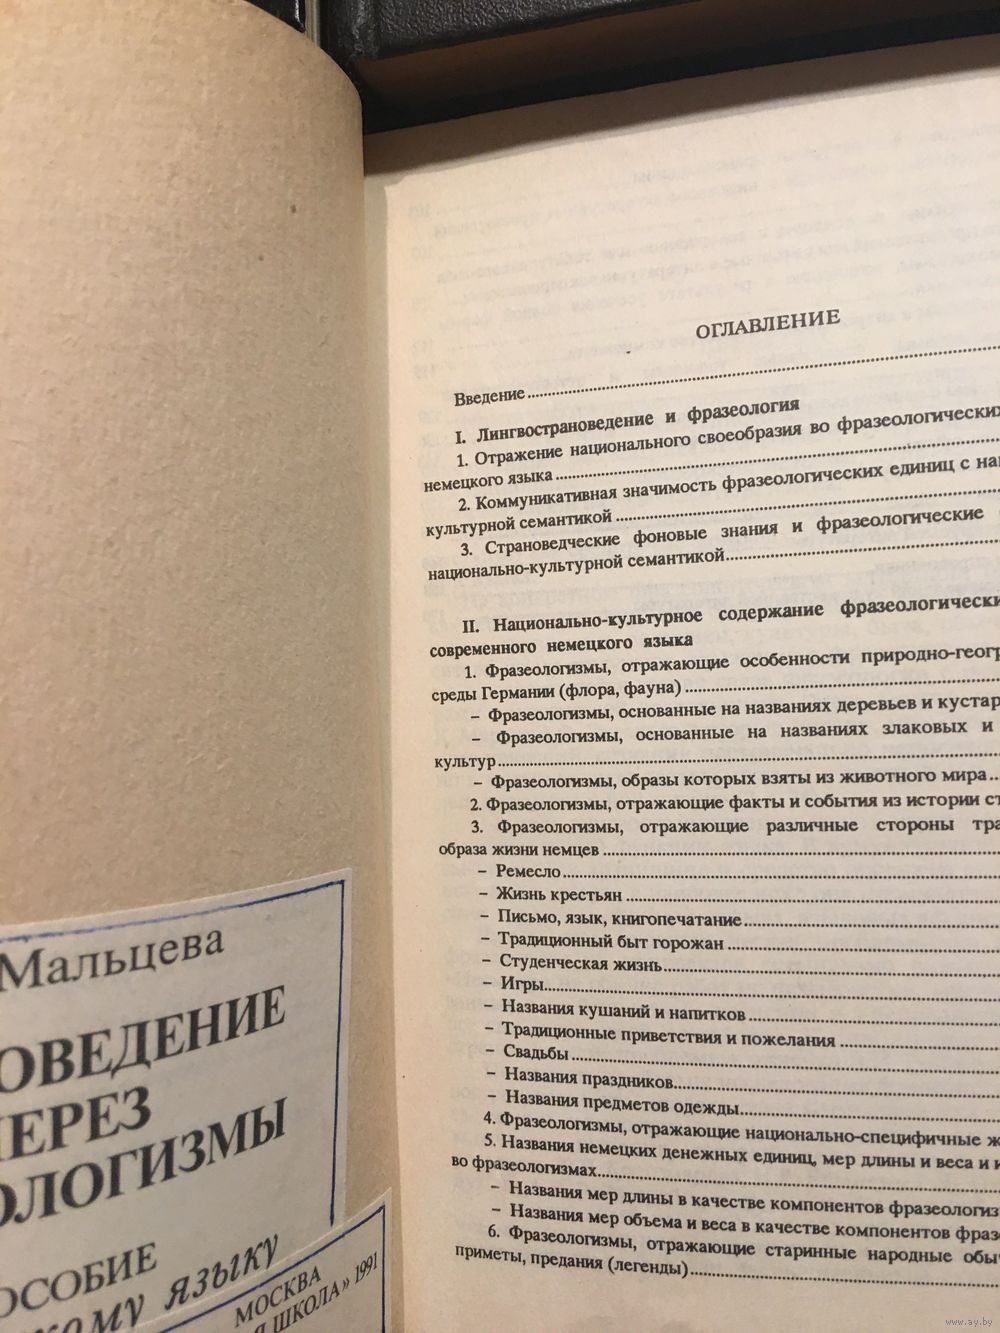 Мальцева
ОВЕДЕНИЕ
ЧЕРЕЗ
ОЛОГИЗМЫ
ОСОБИЕ
кому языку
МОСКВА
Я ШКОЛА» 1991
ОГЛАВЛЕНИЕ
Введение
I. Лингвострановедение и фразеология
1. Отражение национального своеобразия во фразеологических
немецкого языка
2. Коммуникативная значимость фразеологических единиц с на
культурной семантикой
3. Страноведческие фоновые знания и фразеологические
национально-культурной семантикой
II. Национально-культурное содержание фразеологически
современного немецкого языка
1. Фразеологизмы, отражающие особенности природно-геогр
среды Германии (флора, фауна)
– Фразеологизмы, основанные на названиях деревьев и кустар
– Фразеологизмы, основанные на названиях злаковых и
культур
– Фразеологизмы, образы которых взяты из животного мира
2. Фразеологизмы, отражающие факты и события из истории ст
3. Фразеологизмы, отражающие различные стороны тра
образа жизни немцев
– Ремесло
– Жизнь крестьян
– Письмо, язык, книгопечатание
– Традиционный быт горожан
– Студенческая жизнь
– Игры
– Названия кушаний и напитков
– Традиционные приветствия и пожелания
– Свадьбы
– Названия праздников
– Названия предметов одежды
4. Фразеологизмы, отражающие национально-специфичные ж
5. Названия немецких денежных единиц, мер длины и веса и и
во фразеологизмах
– Названия мер длины в качестве компонентов фразеологиз
– Названия мер объема и веса в качестве компонентов фразе
6. Фразеологизмы, отражающие старинные народные обы
приметы, предания (легенды)
www.ay.by